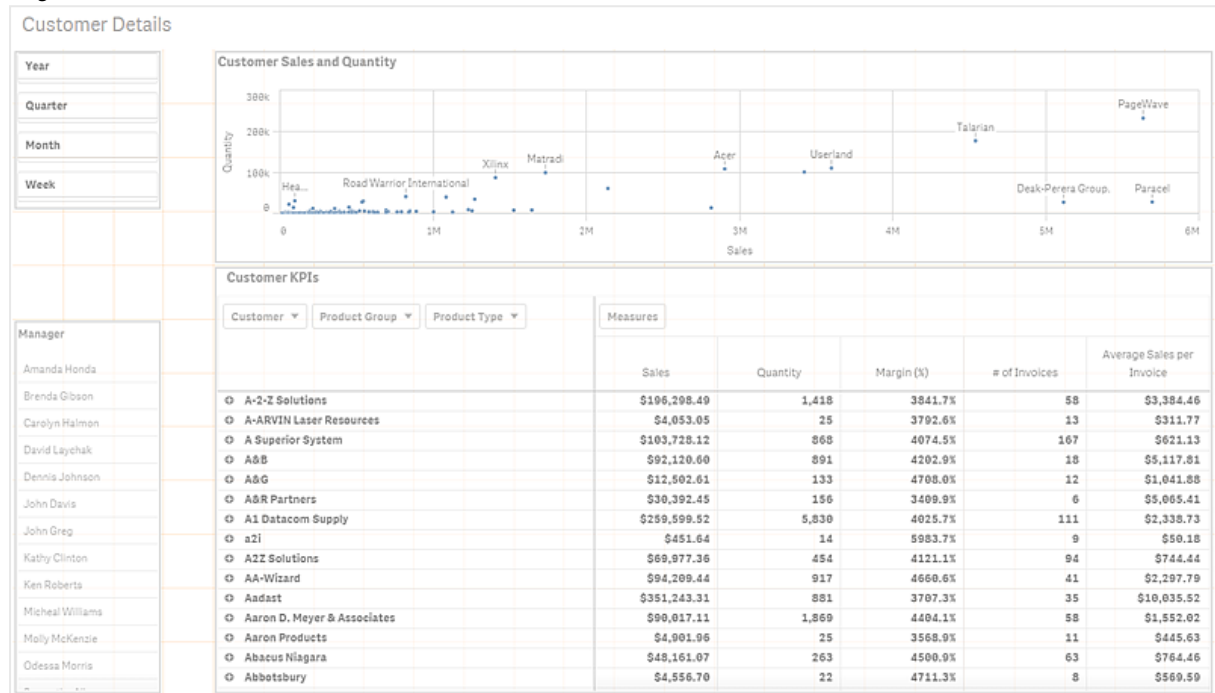 Customer Details
Year
Quarter
Month
Week
Manager
Amanda Honda
Brenda Gibson
Carolyn Halmon
David Laychak
Dennis Johnson
John Davis
John Greg
Kathy Clinton
Ken Roberts
Micheal Williams
Molly McKenzie
Odessa Morris
Customer Sales and Quantity
300k
200k
100k
0
Quantity
PageWave
Talarian
Userland
Acer
Matradi
Xilinx
Road Warrior International
Hea...
Deak-Perera Group. Paracel
0 1M 2M 3M 4M 5M 6M
Sales
Customer KPIs
Customer Product Group Product Type Measures
Sales Quantity Margin (%) # of Invoices Average Sales per Invoice
A-2-Z Solutions $196,298.49 1,418 3841.7% 58 $3,384.46
A-ARVIN Laser Resources $4,053.05 25 3792.6% 13 $311.77
A Superior System $103,728.12 868 4074.5% 167 $621.13
A&B $92,120.60 891 4202.9% 18 $5,117.81
A&G $12,502.61 133 4708.0% 12 $1,041.88
A&R Partners $30,392.45 156 3409.9% 6 $5,065.41
A1 Datacom Supply $259,599.52 5,830 4025.7% 111 $2,338.73
a2i $451.64 14 5983.7% 9 $50.18
A2Z Solutions $69,977.36 454 4121.1% 94 $744.44
AA-Wizard $94,209.44 917 4660.6% 41 $2,297.79
Aadast $351,243.31 881 3707.3% 35 $10,035.52
Aaron D. Meyer & Associates $90,017.11 1,869 4404.1% 58 $1,552.02
Aaron Products $4,901.96 25 3568.9% 11 $445.63
Abacus Niagara $48,161.07 263 4500.9% 63 $764.46
Abbotsbury $4,556.70 22 4711.3% 8 $569.59